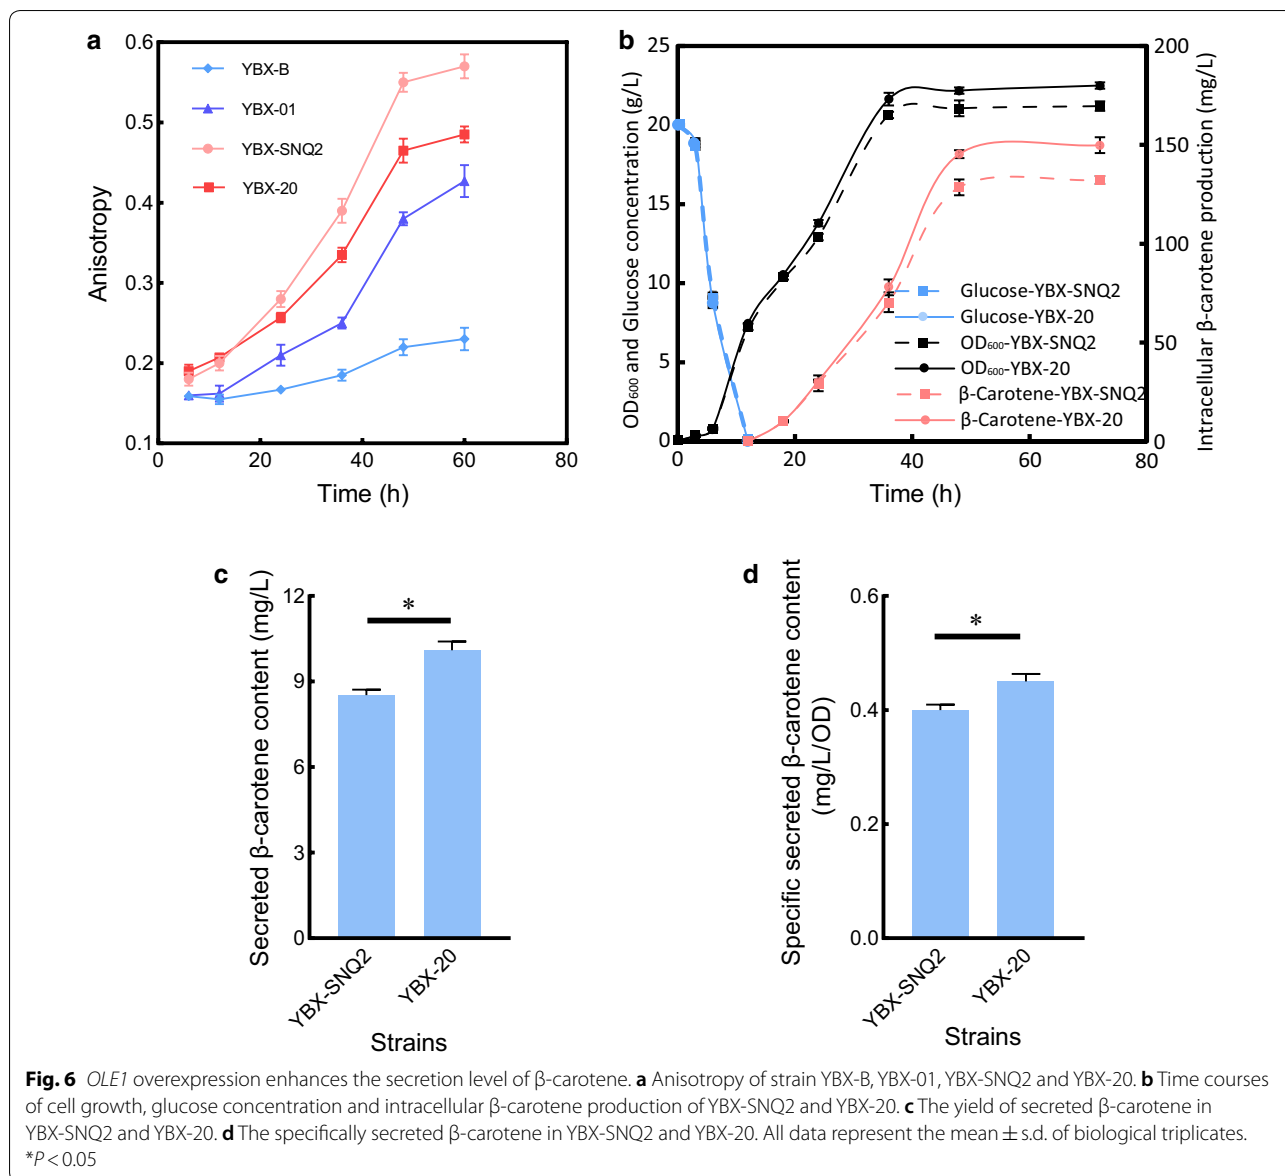 a
0.6
0.5
0.4
0.3
0.2
0.1
Anisotropy
YBX-B
YBX-01
YBX-SNQ2
YBX-20
0 20 40 60 80
Time (h)
b
25
20
15
10
5
0
OD₆₀₀ and Glucose concentration (g/L)
200
150
100
50
0
Intracellular β-carotene production (mg/L)
Glucose-YBX-SNQ2
Glucose-YBX-20
OD₆₀₀-YBX-SNQ2
OD₆₀₀-YBX-20
β-Carotene-YBX-SNQ2
β-Carotene-YBX-20
0 20 40 60 80
Time (h)
c
Secreted β-carotene content (mg/L)
12
9
6
3
0
*
YBX-SNQ2
YBX-20
Strains
d
Specific secreted β-carotene content
(mg/L/OD)
0.6
0.4
0.2
0.0
*
YBX-SNQ2
YBX-20
Strains
Fig. 6 OLE1 overexpression enhances the secretion level of β-carotene. a Anisotropy of strain YBX-B, YBX-01, YBX-SNQ2 and YBX-20. b Time courses
of cell growth, glucose concentration and intracellular β-carotene production of YBX-SNQ2 and YBX-20. c The yield of secreted β-carotene in
YBX-SNQ2 and YBX-20. d The specifically secreted β-carotene in YBX-SNQ2 and YBX-20. All data represent the mean ± s.d. of biological triplicates.
*P < 0.05